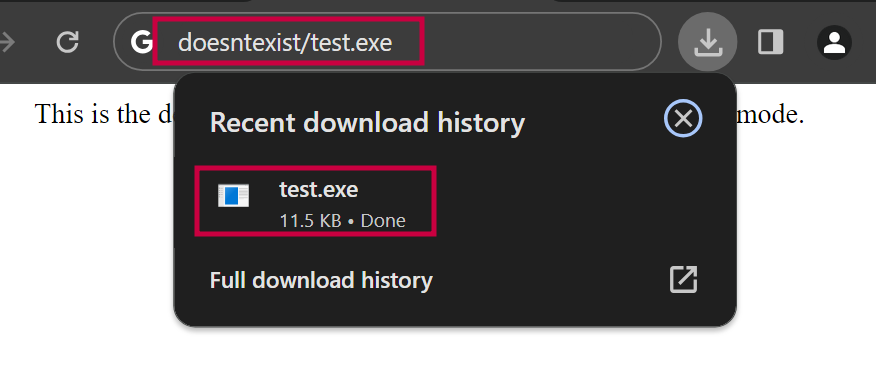 doesntexist/test.exe
This is the d
mode.
Recent download history
test.exe
11.5 KB • Done
Full download history